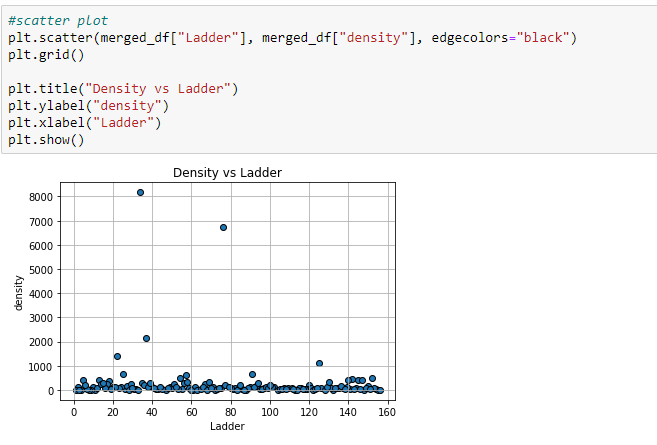 #scatter plot
plt.scatter(merged_df["Ladder"], merged_df["density"], edgecolors="black")
plt.grid()
plt.title("Density vs Ladder")
plt.ylabel("density")
plt.xlabel("Ladder")
plt.show()
Density vs Ladder
8000
7000
6000
5000
4000
3000
2000
1000
0
density
0 20 40 60 80 100 120 140 160
Ladder